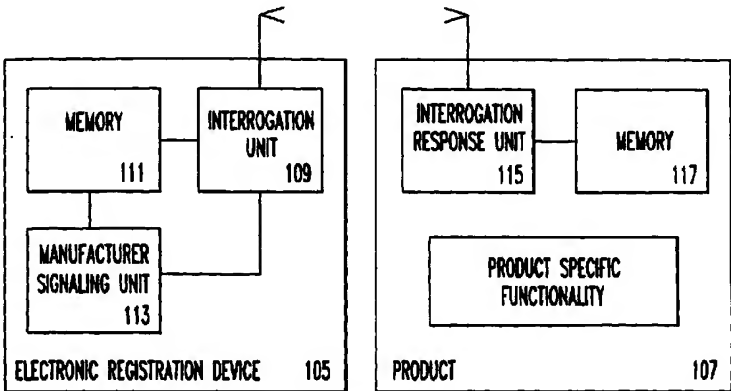 MEMORY
111
INTERROGATION
UNIT
109
MANUFACTURER
SIGNALING UNIT
113
ELECTRONIC REGISTRATION DEVICE 105
INTERROGATION
RESPONSE UNIT
115
MEMORY
117
PRODUCT SPECIFIC
FUNCTIONALITY
PRODUCT 107